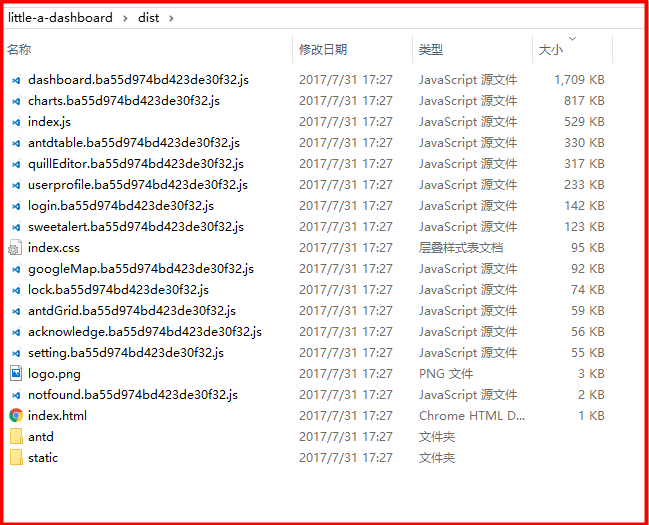 little-a-dashboard > dist >
名称 修改日期 类型 大小
dashboard.ba55d974bd423de30f32.js 2017/7/31 17:27 JavaScript 源文件 1,709 KB
charts.ba55d974bd423de30f32.js 2017/7/31 17:27 JavaScript 源文件 817 KB
index.js 2017/7/31 17:27 JavaScript 源文件 529 KB
antdtable.ba55d974bd423de30f32.js 2017/7/31 17:27 JavaScript 源文件 330 KB
quillEditor.ba55d974bd423de30f32.js 2017/7/31 17:27 JavaScript 源文件 317 KB
userprofile.ba55d974bd423de30f32.js 2017/7/31 17:27 JavaScript 源文件 233 KB
login.ba55d974bd423de30f32.js 2017/7/31 17:27 JavaScript 源文件 142 KB
sweetalert.ba55d974bd423de30f32.js 2017/7/31 17:27 JavaScript 源文件 123 KB
index.css 2017/7/31 17:27 层叠样式表文档 95 KB
googleMap.ba55d974bd423de30f32.js 2017/7/31 17:27 JavaScript 源文件 92 KB
lock.ba55d974bd423de30f32.js 2017/7/31 17:27 JavaScript 源文件 74 KB
antdGrid.ba55d974bd423de30f32.js 2017/7/31 17:27 JavaScript 源文件 59 KB
acknowledge.ba55d974bd423de30f32.js 2017/7/31 17:27 JavaScript 源文件 56 KB
setting.ba55d974bd423de30f32.js 2017/7/31 17:27 JavaScript 源文件 55 KB
logo.png 2017/7/31 17:27 PNG 文件 3 KB
notfound.ba55d974bd423de30f32.js 2017/7/31 17:27 JavaScript 源文件 2 KB
index.html 2017/7/31 17:27 Chrome HTML D... 1 KB
antd 2017/7/31 17:27 文件夹
static 2017/7/31 17:27 文件夹